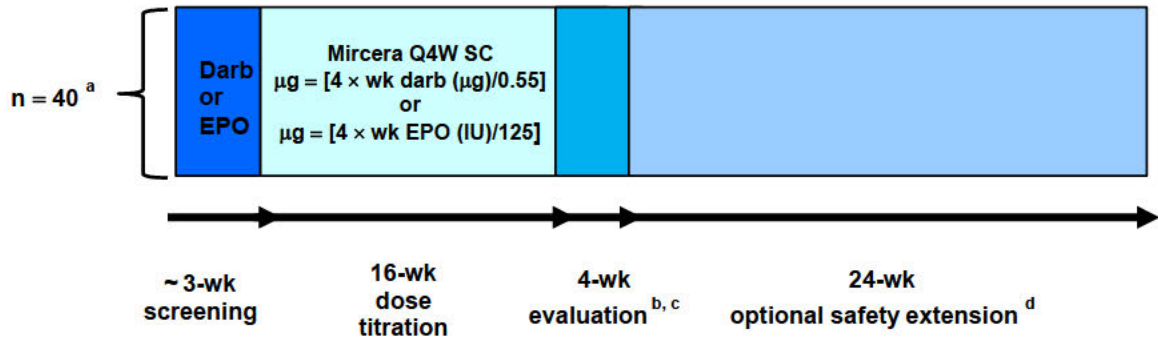 n = 40 a
Darb
or
EPO
Mircera Q4W SC
μg = [4 × wk darb (μg)/0.55]
or
μg = [4 × wk EPO (IU)/125]
~ 3-wk
screening
16-wk
dose
titration
4-wk
evaluation b, c
24-wk
optional safety extension d